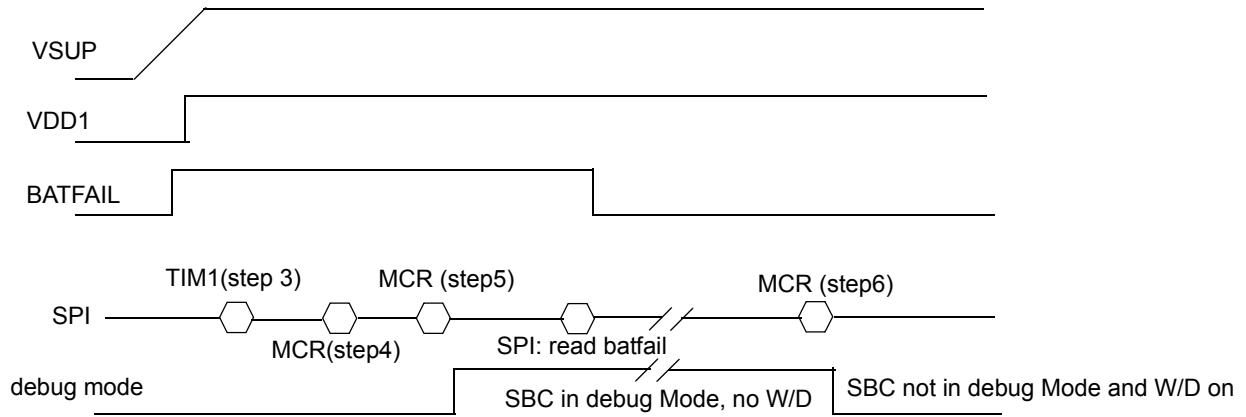 VSUP
VDD1
BATFAIL
TIM1(step 3)
MCR (step5)
MCR (step6)
SPI
MCR(step4)
SPI: read batfail
debug mode
SBC in debug Mode, no W/D
SBC not in debug Mode and W/D on